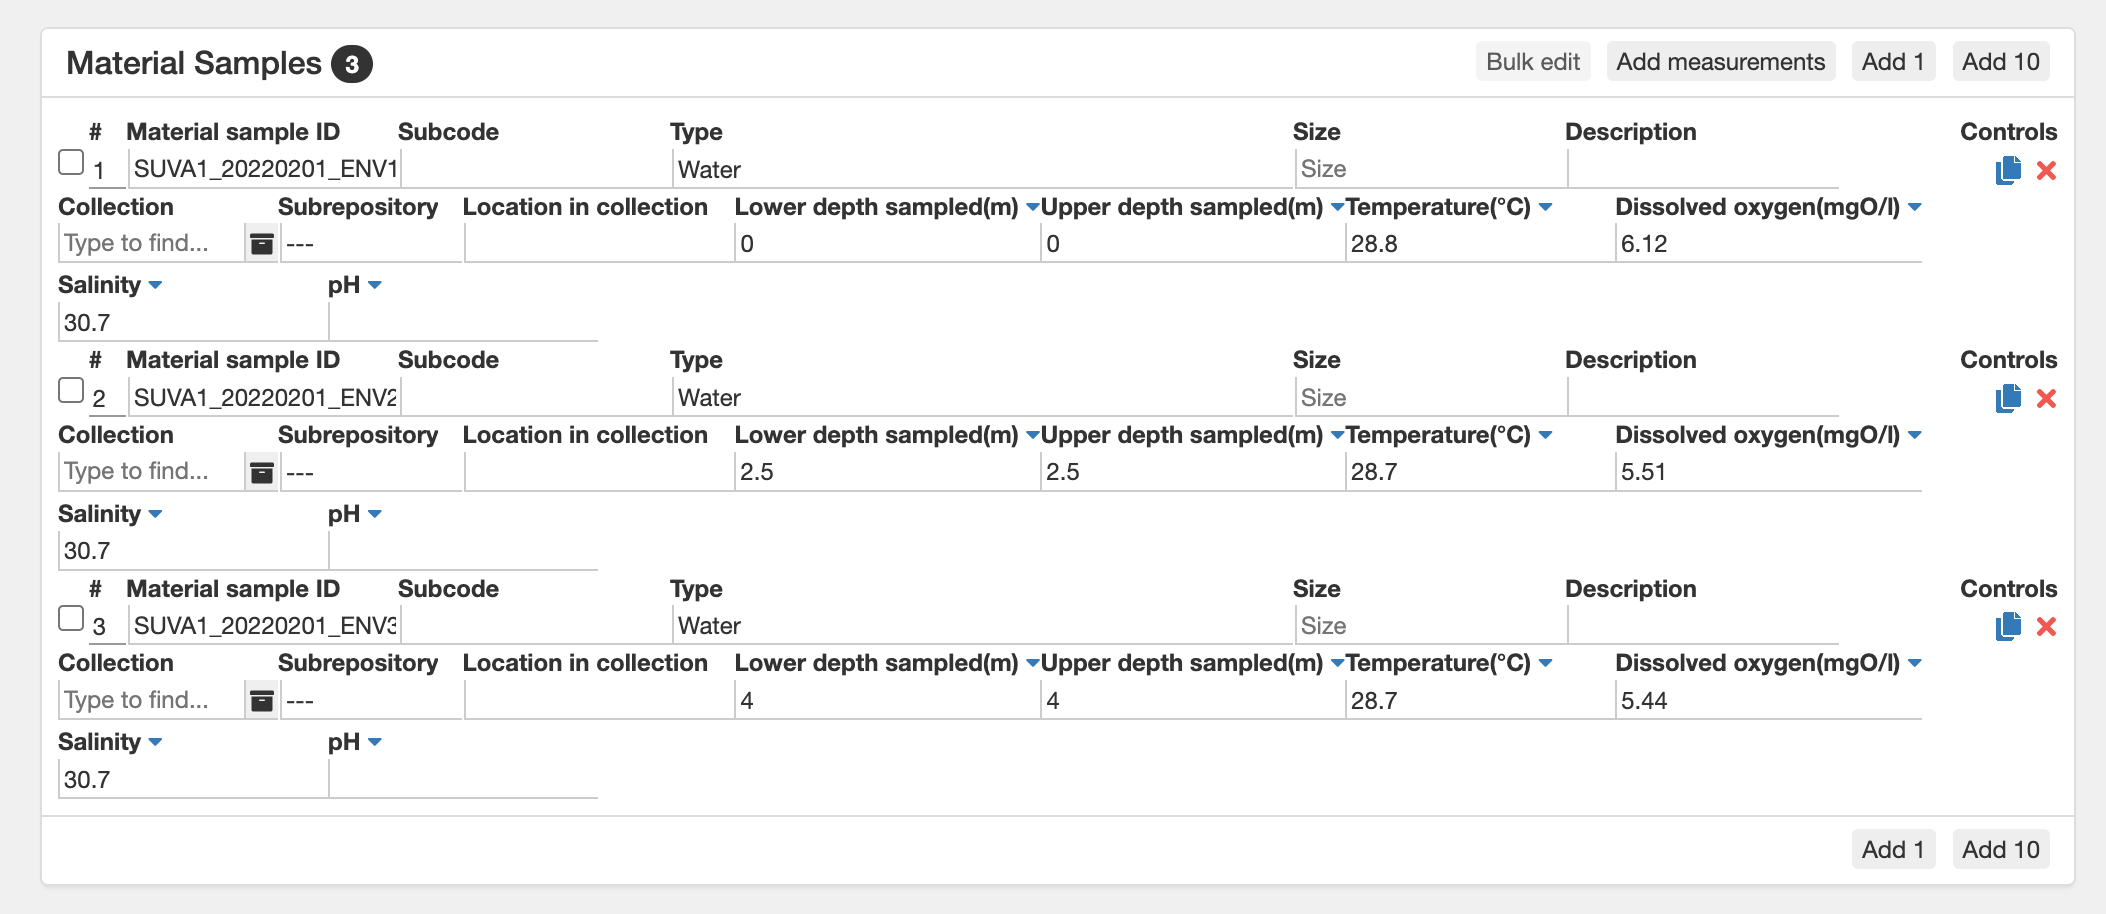 Material Samples 3 Bulk edit Add measurements Add 1 Add 10
# Material sample ID Subcode Type Size Description Controls
1 SUVA1_20220201_ENV1 Water Size
Collection Subrepository Location in collection Lower depth sampled(m) Upper depth sampled(m) Temperature(°C) Dissolved oxygen(mgO/l)
Type to find... --- 0 0 28.8 6.12
Salinity pH
30.7
# Material sample ID Subcode Type Size Description Controls
2 SUVA1_20220201_ENV2 Water Size
Collection Subrepository Location in collection Lower depth sampled(m) Upper depth sampled(m) Temperature(°C) Dissolved oxygen(mgO/l)
Type to find... --- 2.5 2.5 28.7 5.51
Salinity pH
30.7
# Material sample ID Subcode Type Size Description Controls
3 SUVA1_20220201_ENV3 Water Size
Collection Subrepository Location in collection Lower depth sampled(m) Upper depth sampled(m) Temperature(°C) Dissolved oxygen(mgO/l)
Type to find... --- 4 4 28.7 5.44
Salinity pH
30.7
Add 1 Add 10